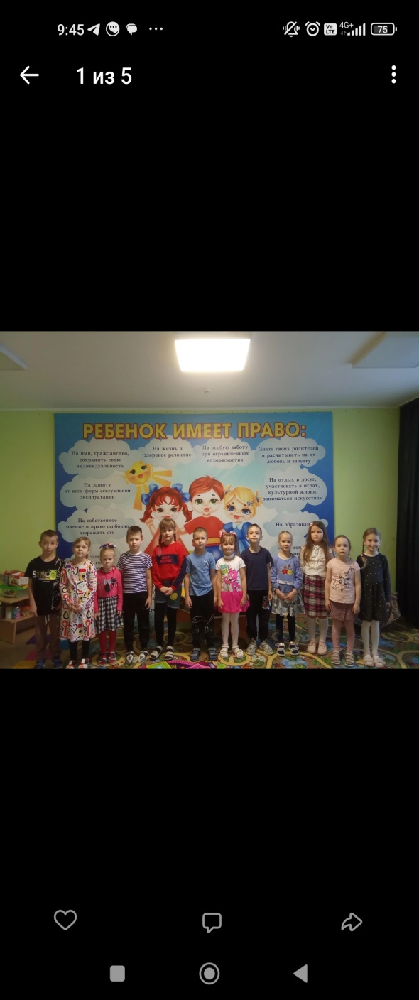 9:45
Vo
LTE
4G+
75
1 из 5
РЕБЕНОК ИМЕЕТ ПРАВО:
На имя, гражданство,
сохранить свою
индивидуальность
На жизнь и
здоровое развитие
На особую заботу
при ограниченных
возможностях
Знать своих родителей
и расчитывать на их
любовь и защиту
На защиту
от всех форм сексуальной
эксплуатации
На отдых и досуг,
участвовать в играх,
культурной жизни,
заниматься искусством
На собственное
мнение и право свободно
выражать его
На образован